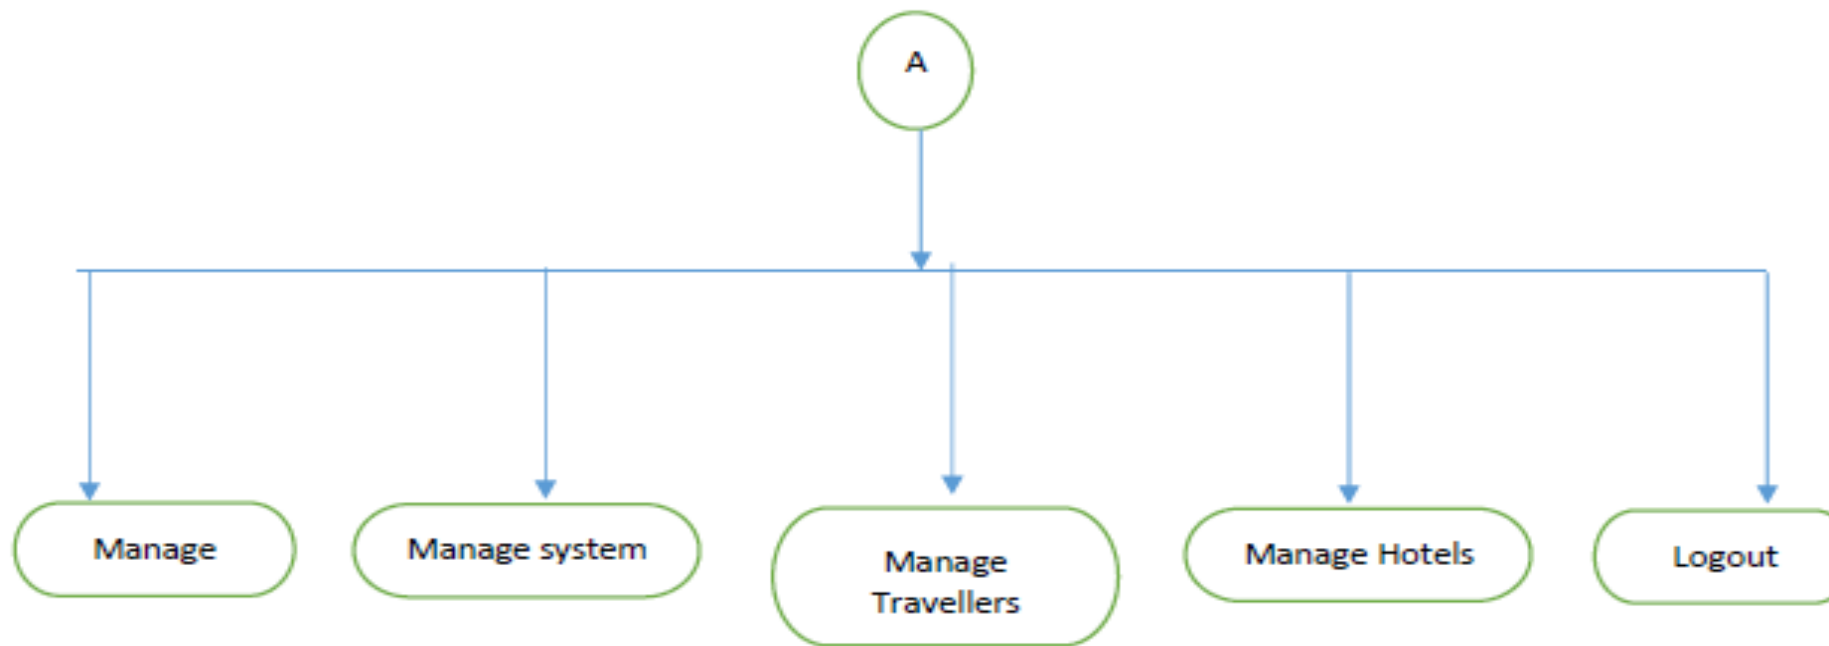 A
Manage
Manage system
Manage
Travellers
Manage Hotels
Logout